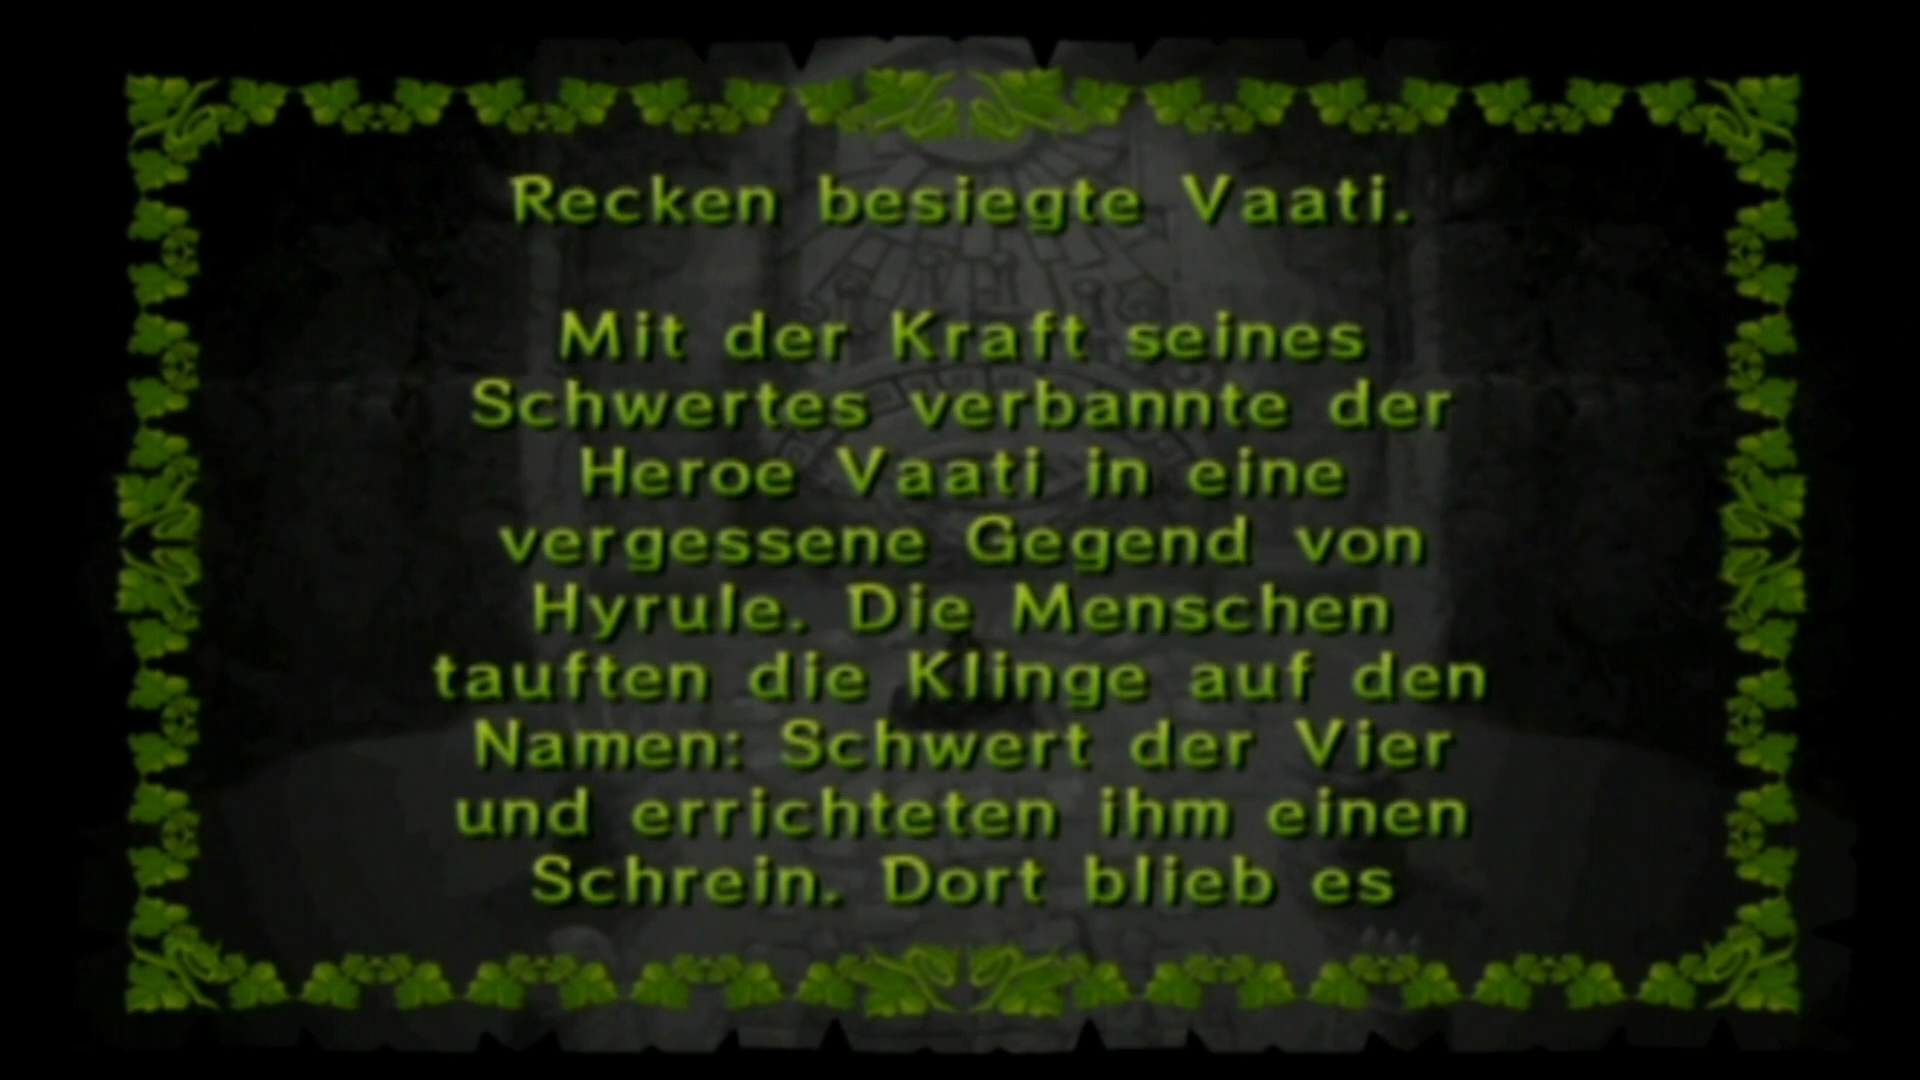 Recken besiegte Vaati.
Mit der Kraft seines
Schwertes verbannte der
Heroe Vaati in eine
vergessene Gegend von
Hyrule. Die Menschen
tauften die Klinge auf den
Namen: Schwert der Vier
und errichteten ihm einen
Schrein. Dort blieb es